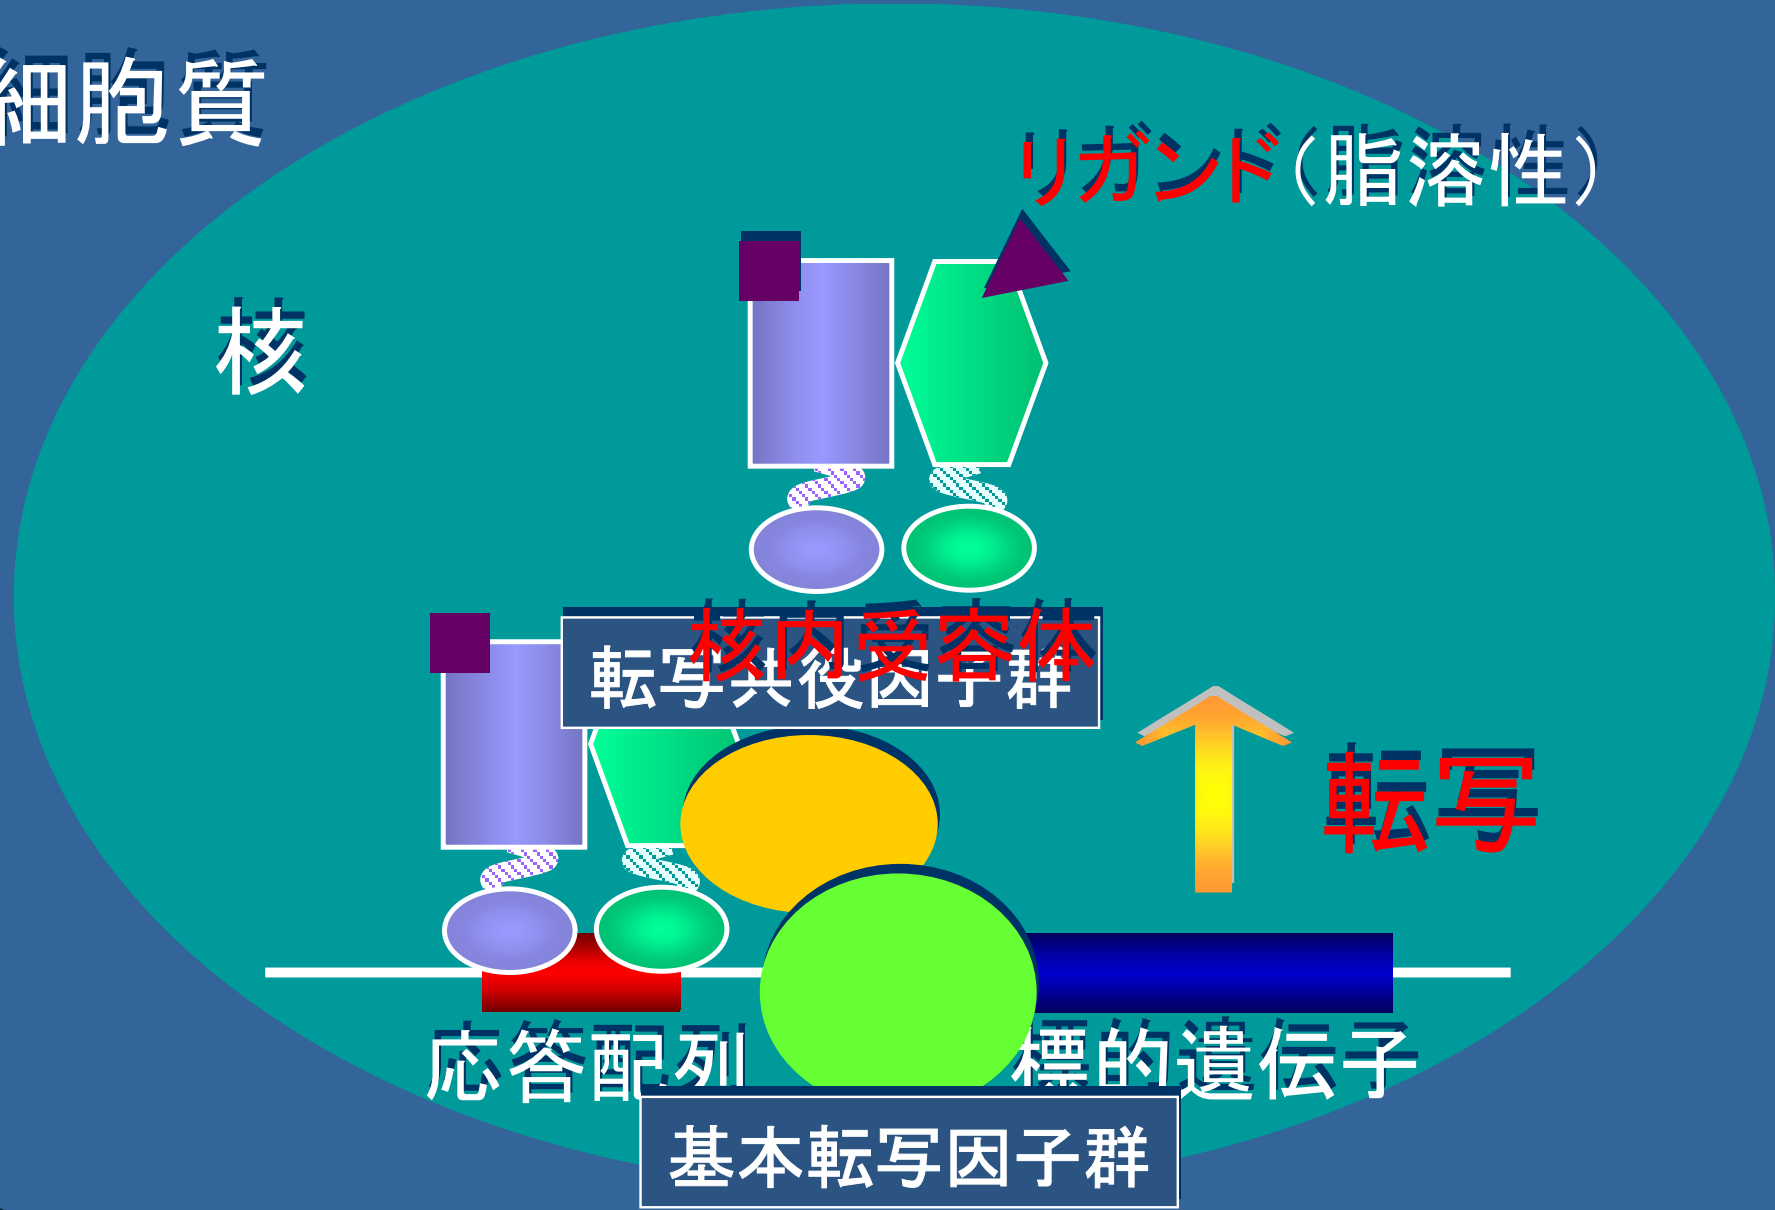 細胞質
リガンド（脂溶性）
核
核内受容体
転写共役因子群
転写
応答配列
標的遺伝子
基本転写因子群